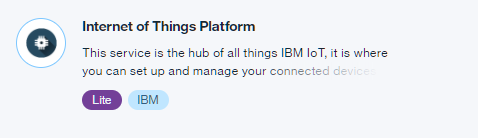 Internet of Things Platform
This service is the hub of all things IBM IoT, it is where
you can set up and manage your connected devices
Lite
IBM